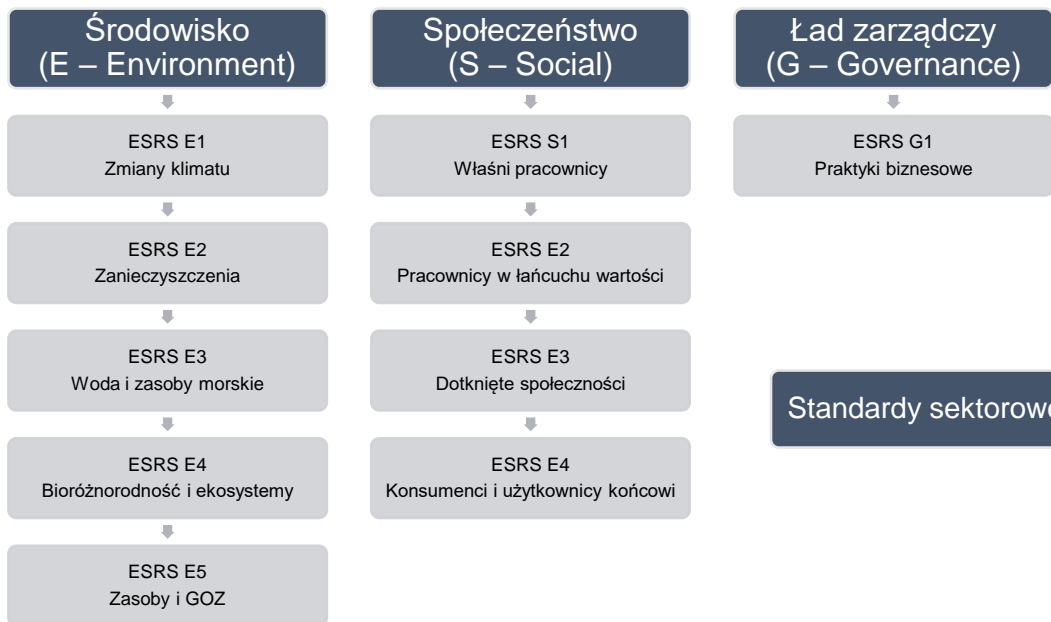 Środowisko
(E – Environment)
ESRS E1
Zmiany klimatu
ESRS E2
Zanieczyszczenia
ESRS E3
Woda i zasoby morskie
ESRS E4
Bioróżnorodność i ekosystemy
ESRS E5
Zasoby i GOZ
Społeczeństwo
(S – Social)
ESRS S1
Właśni pracownicy
ESRS E2
Pracownicy w łańcuchu wartości
ESRS E3
Dotknięte społeczności
ESRS E4
Konsumenci i użytkownicy końcowi
Ład zarządczy
(G – Governance)
ESRS G1
Praktyki biznesowe
Standardy sektorowe